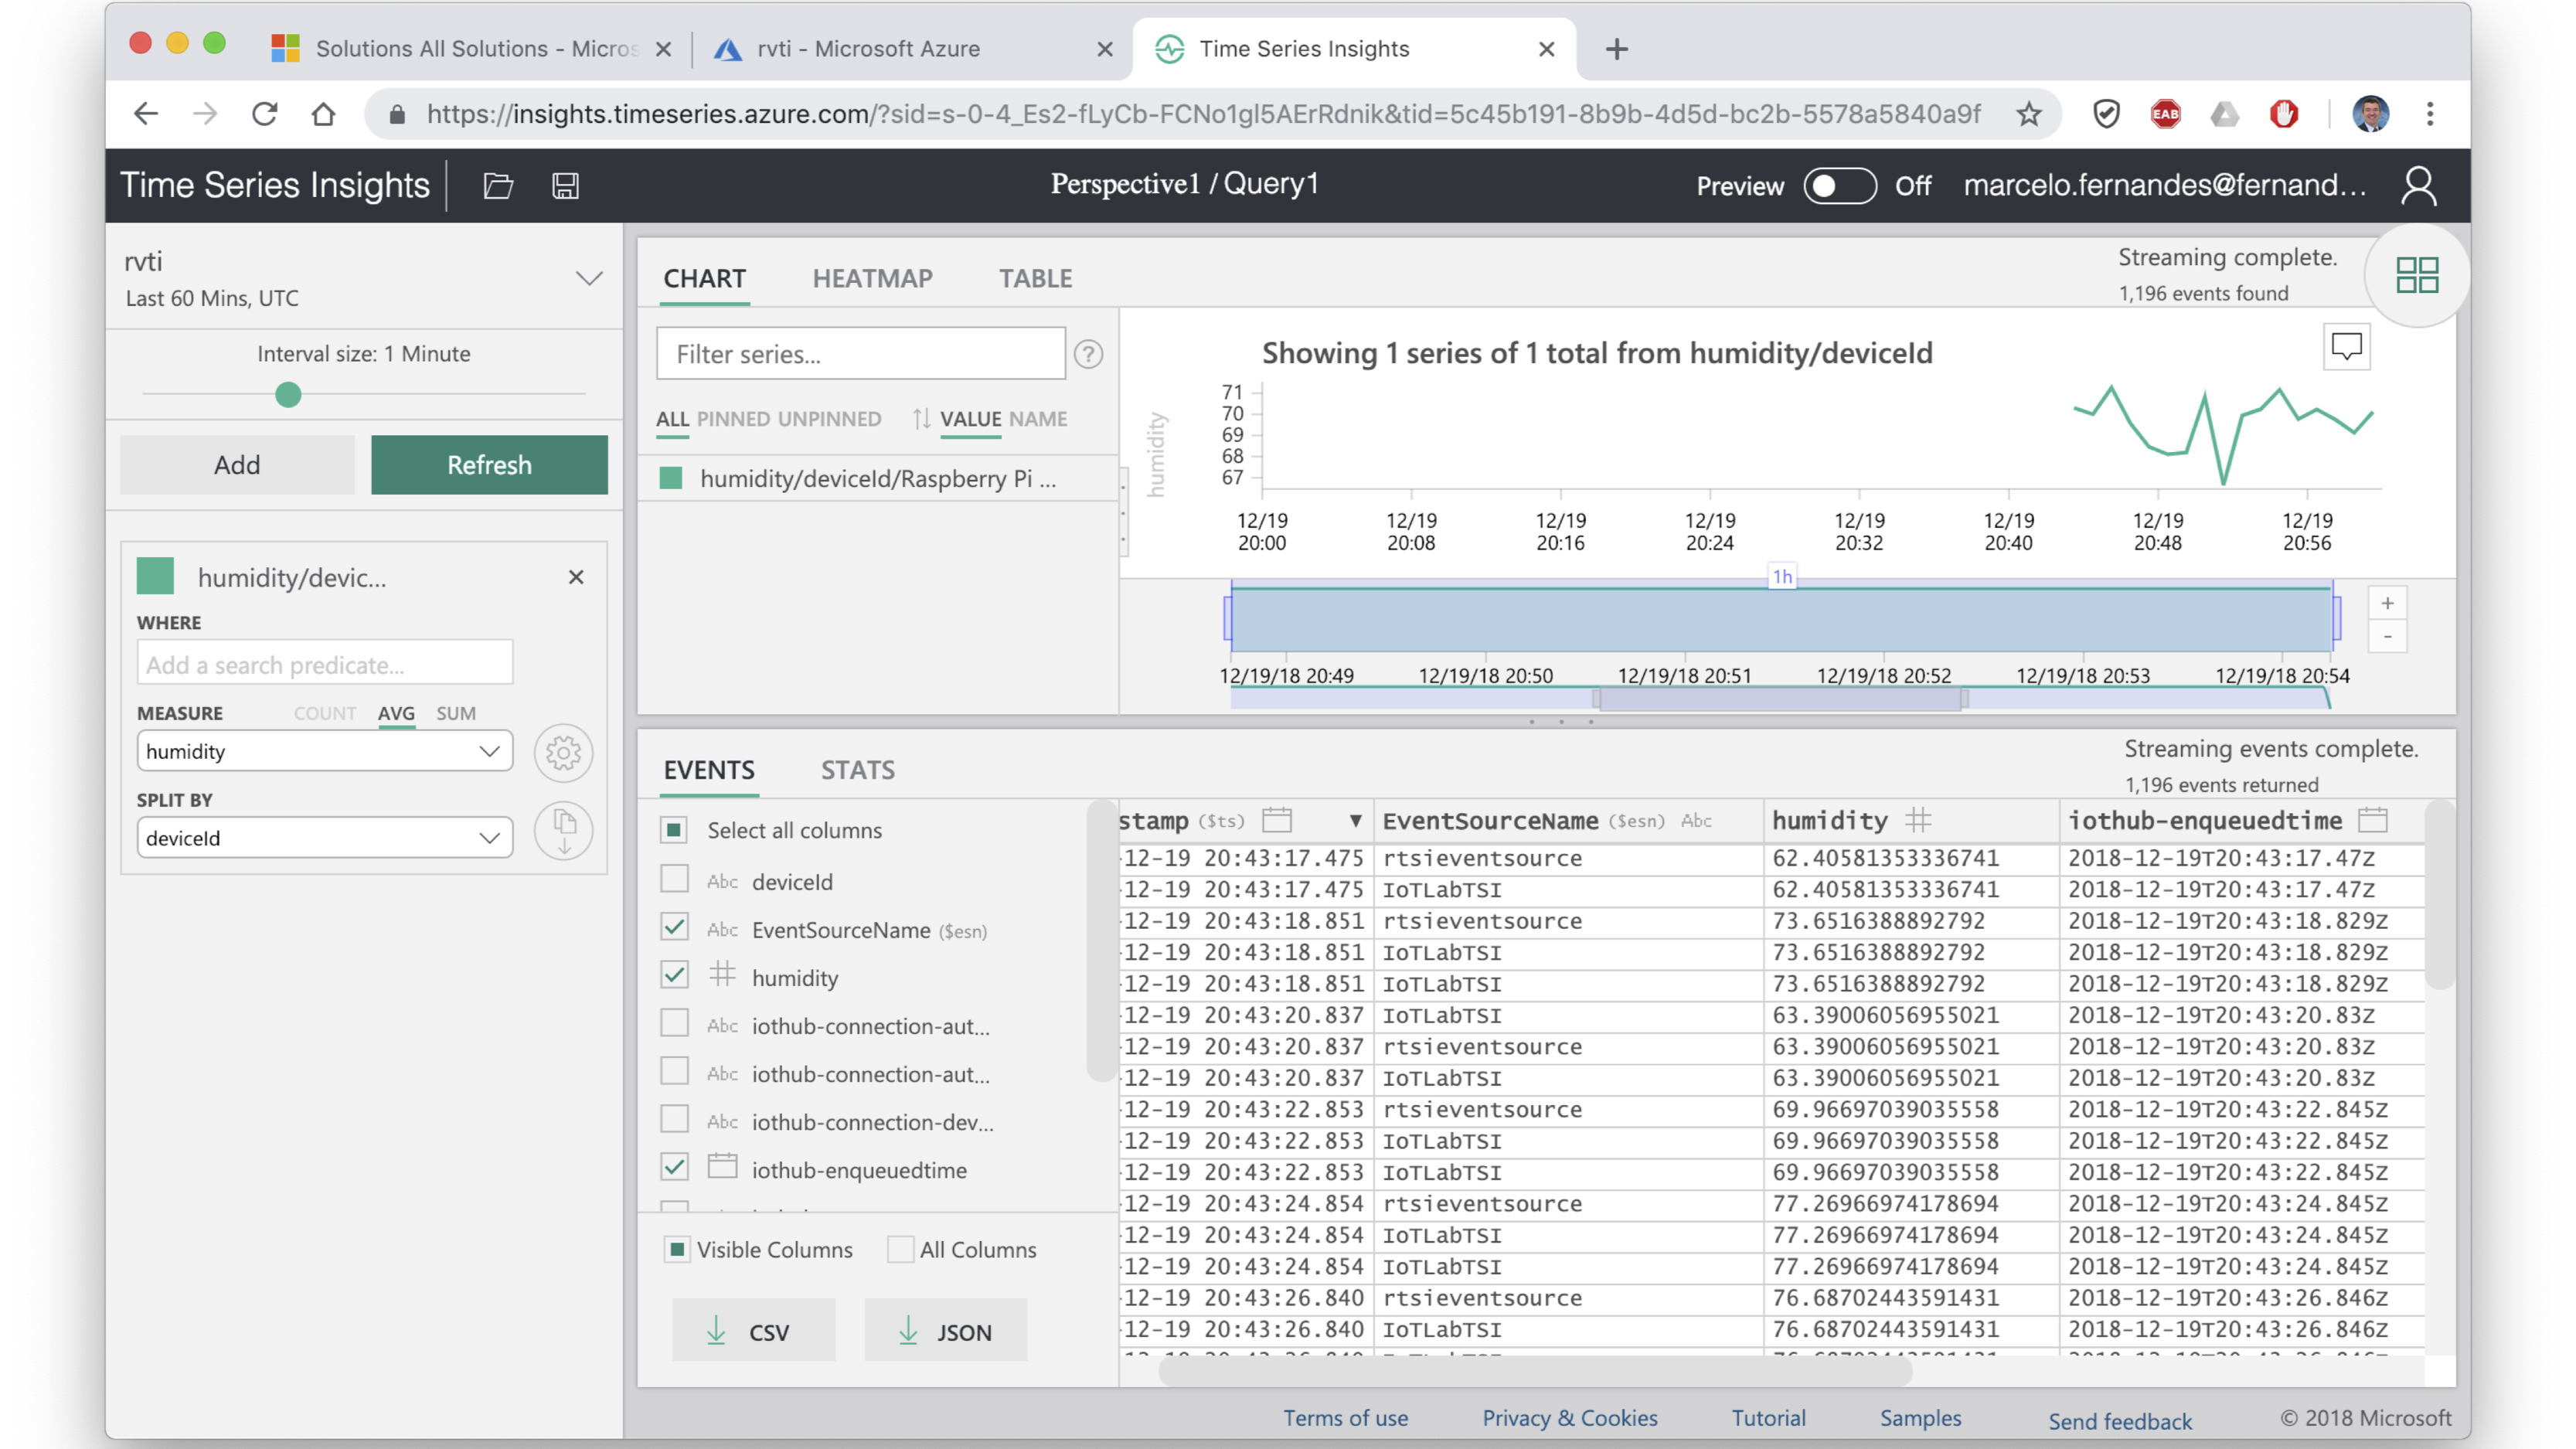 Solutions All Solutions - Micros
rvti - Microsoft Azure
Time Series Insights
https://insights.timeseries.azure.com/?sid=s-0-4_Es2-fLyCb-FCNo1gl5AErRdnik&tid=5c45b191-8b9b-4d5d-bc2b-5578a5840a9f
EAB
Time Series Insights
Perspective1 / Query1
Preview
Off
marcelo.fernandes@fernand...
rvti
Last 60 Mins, UTC
Interval size: 1 Minute
Add
Refresh
humidity/devic...
WHERE
Add a search predicate...
MEASURE COUNT AVG SUM
humidity
SPLIT BY
deviceId
CHART HEATMAP TABLE
Streaming complete.
1,196 events found
Filter series...
?
ALL PINNED UNPINNED VALUE NAME
humidity/deviceId/Raspberry Pi ...
Showing 1 series of 1 total from humidity/deviceId
humidity
71
70
69
68
67
12/19 12/19 12/19 12/19 12/19 12/19 12/19 12/19
20:00 20:08 20:16 20:24 20:32 20:40 20:48 20:56
1h
+
-
12/19/18 20:49 12/19/18 20:50 12/19/18 20:51 12/19/18 20:52 12/19/18 20:53 12/19/18 20:54
EVENTS STATS
Streaming events complete.
1,196 events returned
Select all columns
Abc deviceId
Abc EventSourceName ($esn)
humidity
Abc iothub-connection-aut...
Abc iothub-connection-aut...
Abc iothub-connection-dev...
iothub-enqueuedtime
Visible Columns All Columns
CSV JSON
stamp ($ts) EventSourceName ($esn) Abc humidity iothub-enqueuedtime
-12-19 20:43:17.475 rtsieventsource 62.40581353336741 2018-12-19T20:43:17.47Z
-12-19 20:43:17.475 IoTLabTSI 62.40581353336741 2018-12-19T20:43:17.47Z
-12-19 20:43:18.851 rtsieventsource 73.6516388892792 2018-12-19T20:43:18.829Z
-12-19 20:43:18.851 IoTLabTSI 73.6516388892792 2018-12-19T20:43:18.829Z
-12-19 20:43:18.851 IoTLabTSI 73.6516388892792 2018-12-19T20:43:18.829Z
-12-19 20:43:20.837 IoTLabTSI 63.39006056955021 2018-12-19T20:43:20.83Z
-12-19 20:43:20.837 rtsieventsource 63.39006056955021 2018-12-19T20:43:20.83Z
-12-19 20:43:20.837 IoTLabTSI 63.39006056955021 2018-12-19T20:43:20.83Z
-12-19 20:43:22.853 rtsieventsource 69.96697039035558 2018-12-19T20:43:22.845Z
-12-19 20:43:22.853 IoTLabTSI 69.96697039035558 2018-12-19T20:43:22.845Z
-12-19 20:43:22.853 IoTLabTSI 69.96697039035558 2018-12-19T20:43:22.845Z
-12-19 20:43:24.854 rtsieventsource 77.26966974178694 2018-12-19T20:43:24.845Z
-12-19 20:43:24.854 IoTLabTSI 77.26966974178694 2018-12-19T20:43:24.845Z
-12-19 20:43:24.854 IoTLabTSI 77.26966974178694 2018-12-19T20:43:24.845Z
-12-19 20:43:26.840 rtsieventsource 76.68702443591431 2018-12-19T20:43:26.846Z
-12-19 20:43:26.840 IoTLabTSI 76.68702443591431 2018-12-19T20:43:26.846Z
Terms of use Privacy & Cookies Tutorial Samples Send feedback © 2018 Microsoft